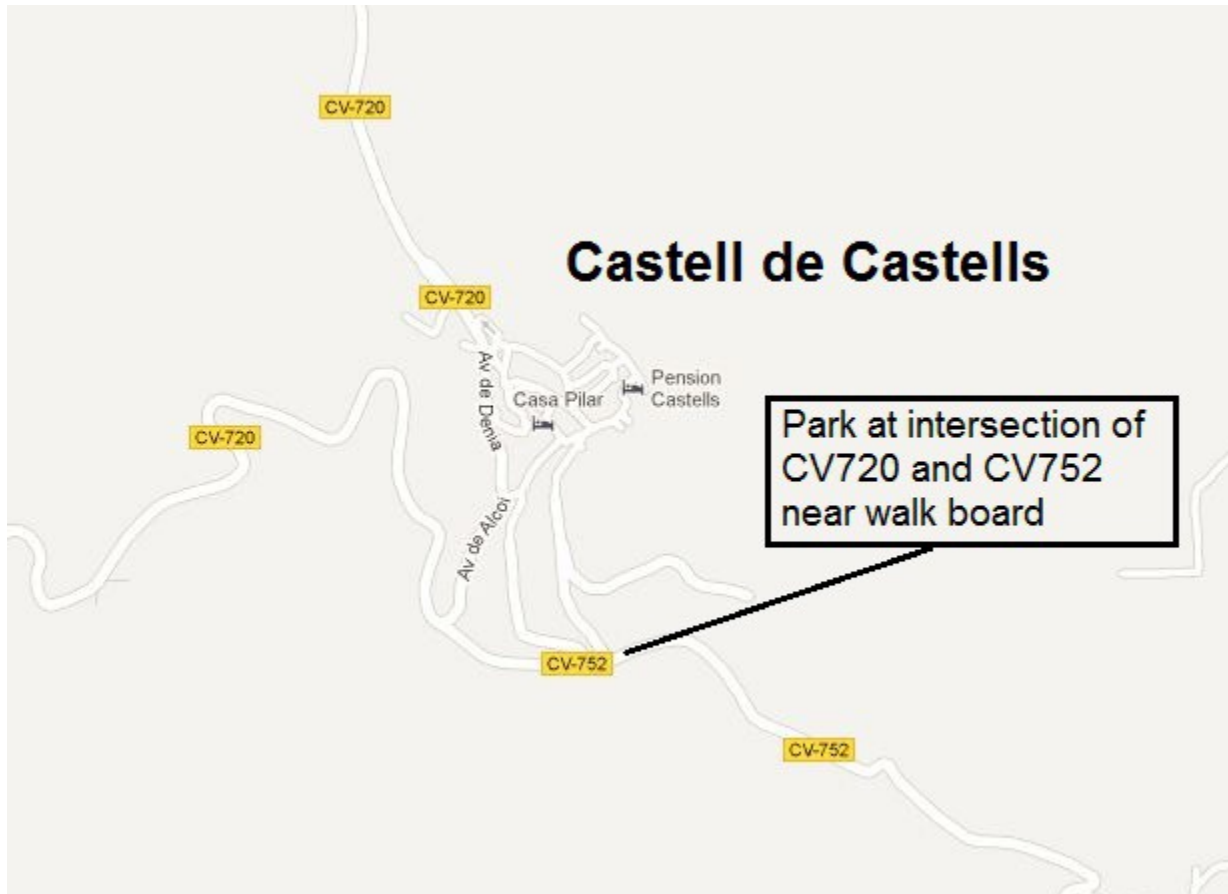 CV-720
Castell de Castells
CV-720
Av de Denia
Casa Pilar
Pension
Castells
CV-720
Park at intersection of
CV720 and CV752
near walk board
Av de Alcoi
CV-752
CV-752